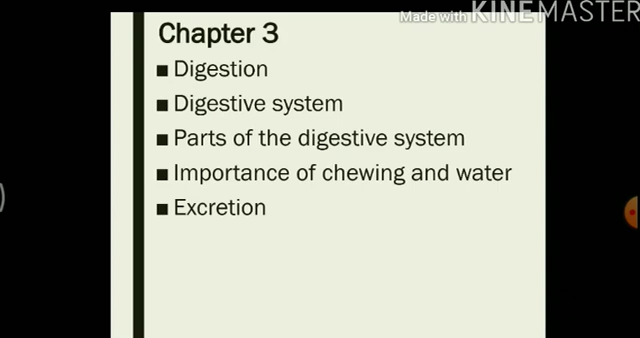 Made with KINEMASTER
Chapter 3
■ Digestion
■ Digestive system
■ Parts of the digestive system
■ Importance of chewing and water
■ Excretion